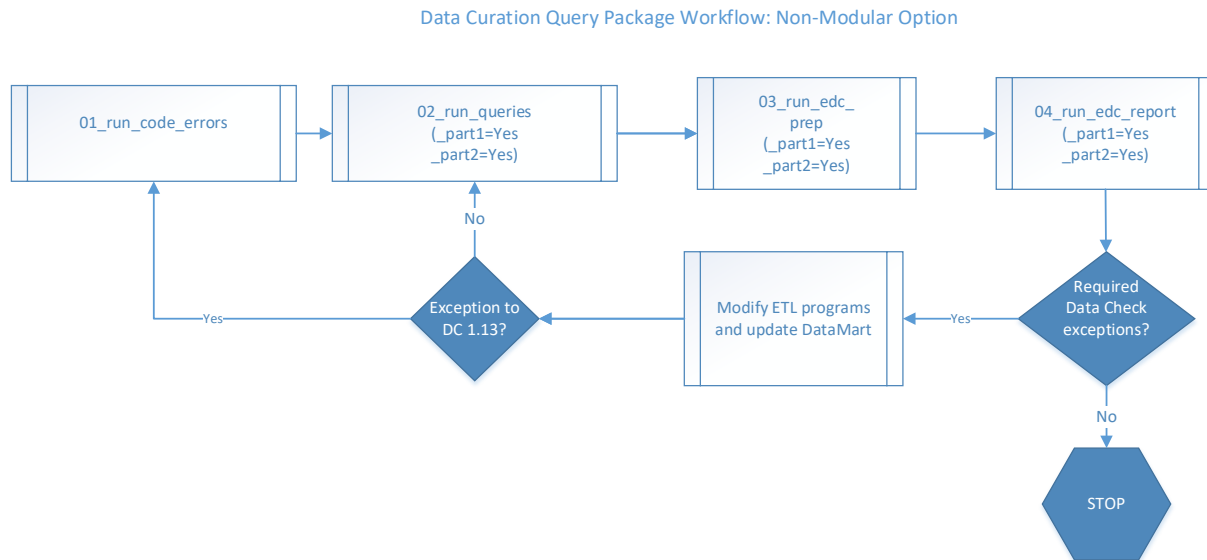 Data Curation Query Package Workflow: Non-Modular Option
01_run_code_errors
02_run_queries
(_part1=Yes
_part2=Yes)
03_run_edc_
prep
(_part1=Yes
_part2=Yes)
04_run_edc_report
(_part1=Yes
_part2=Yes)
No
Exception to
DC 1.13?
Yes
Modify ETL programs
and update DataMart
Yes
Required
Data Check
exceptions?
No
STOP